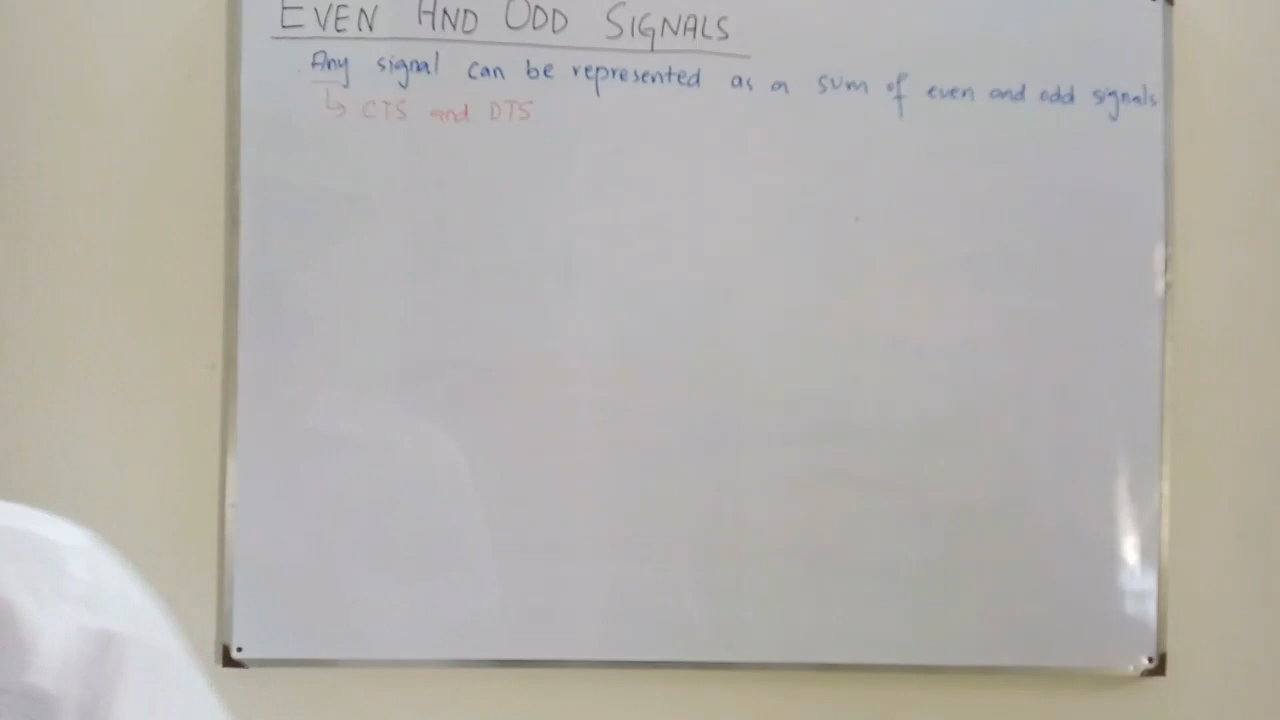 EVEN AND ODD SIGNALS
Any signal can be represented as a sum of even and odd signals
↳ CTS and DTS